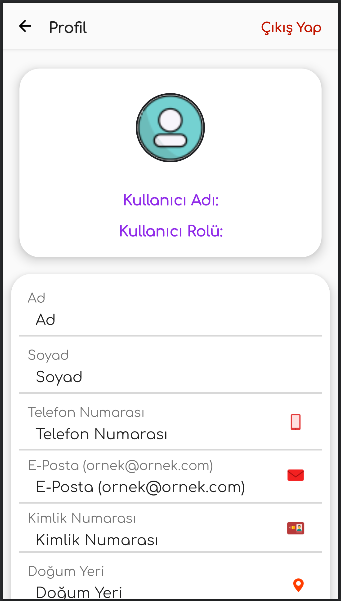 Profil
Çıkış Yap
Kullanıcı Adı:
Kullanıcı Rolü:
Ad
Ad
Soyad
Soyad
Telefon Numarası
Telefon Numarası
E-Posta (ornek@ornek.com)
E-Posta (ornek@ornek.com)
Kimlik Numarası
Kimlik Numarası
Doğum Yeri
Doğum Yeri